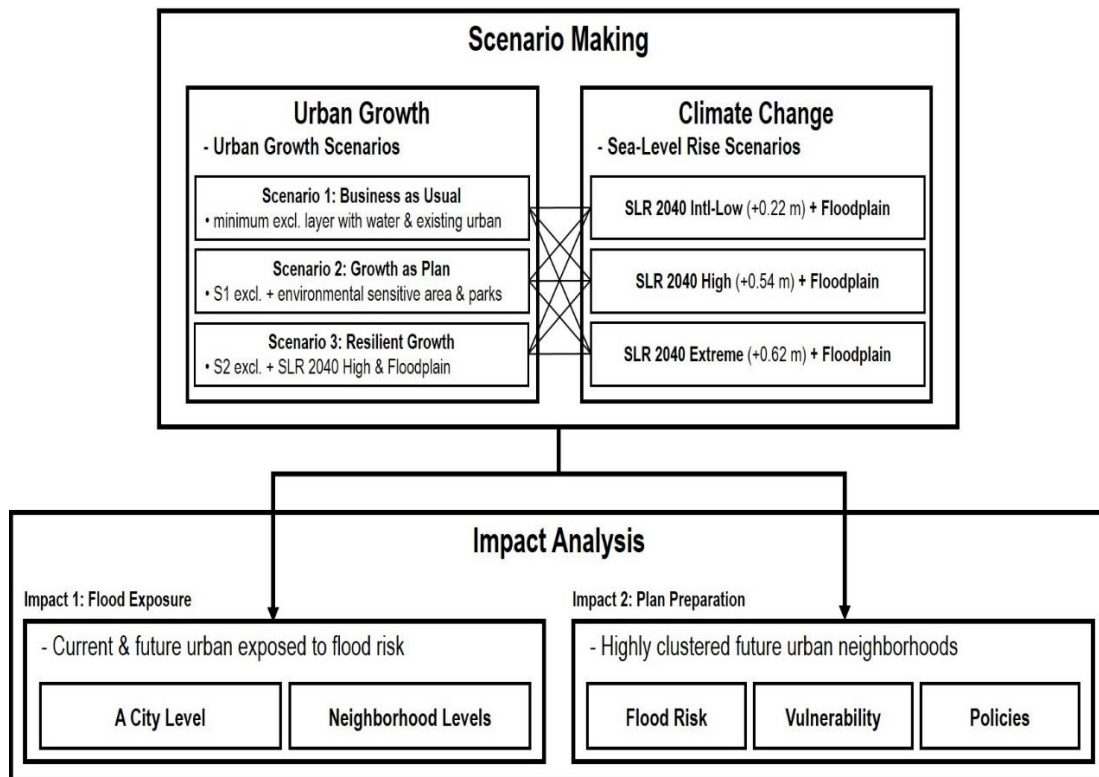 Scenario Making
Urban Growth
- Urban Growth Scenarios
Scenario 1: Business as Usual
• minimum excl. layer with water & existing urban
Scenario 2: Growth as Plan
• S1 excl. + environmental sensitive area & parks
Scenario 3: Resilient Growth
• S2 excl. + SLR 2040 High & Floodplain
Climate Change
- Sea-Level Rise Scenarios
SLR 2040 Intl-Low (+0.22 m) + Floodplain
SLR 2040 High (+0.54 m) + Floodplain
SLR 2040 Extreme (+0.62 m) + Floodplain
Impact Analysis
Impact 1: Flood Exposure
- Current & future urban exposed to flood risk
A City Level
Neighborhood Levels
Impact 2: Plan Preparation
- Highly clustered future urban neighborhoods
Flood Risk
Vulnerability
Policies